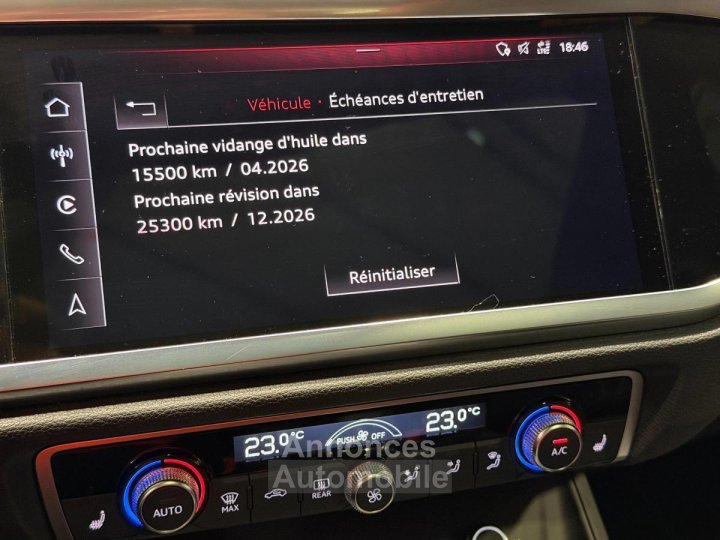 18:46
Véhicule · Échéances d'entretien
Prochaine vidange d'huile dans
15500 km / 04.2026
Prochaine révision dans
25300 km / 12.2026
Réinitialiser
23.0°C
PUSH OFF
23.0°C
AUTO
MAX
REAR
A/C
Annonces
Automobile